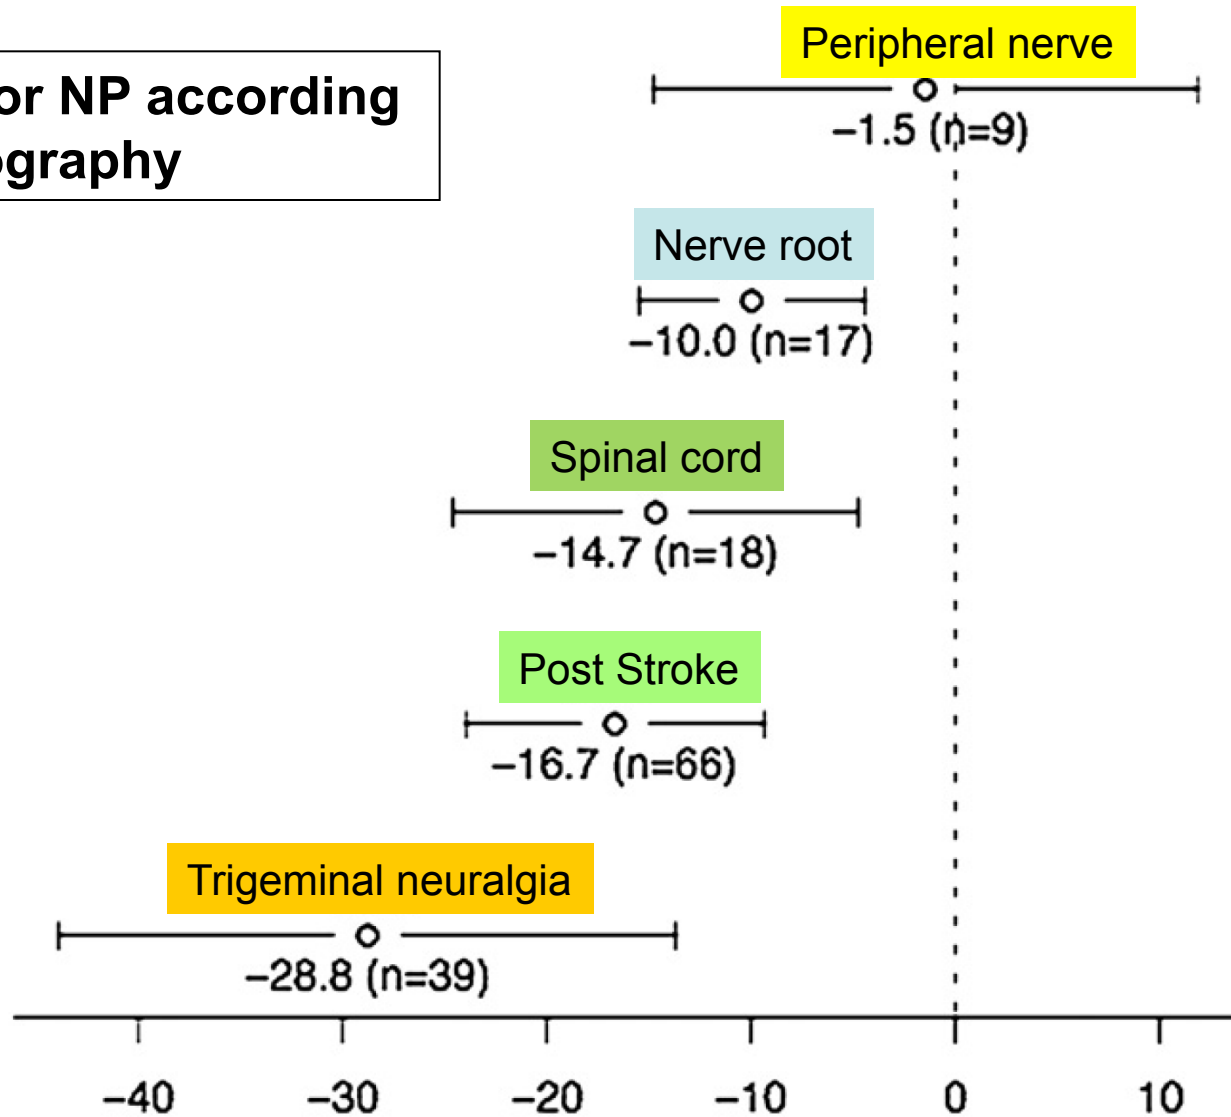 or NP according
ography
Peripheral nerve
−1.5 (n=9)
Nerve root
−10.0 (n=17)
Spinal cord
−14.7 (n=18)
Post Stroke
−16.7 (n=66)
Trigeminal neuralgia
−28.8 (n=39)
−40 −30 −20 −10 0 10